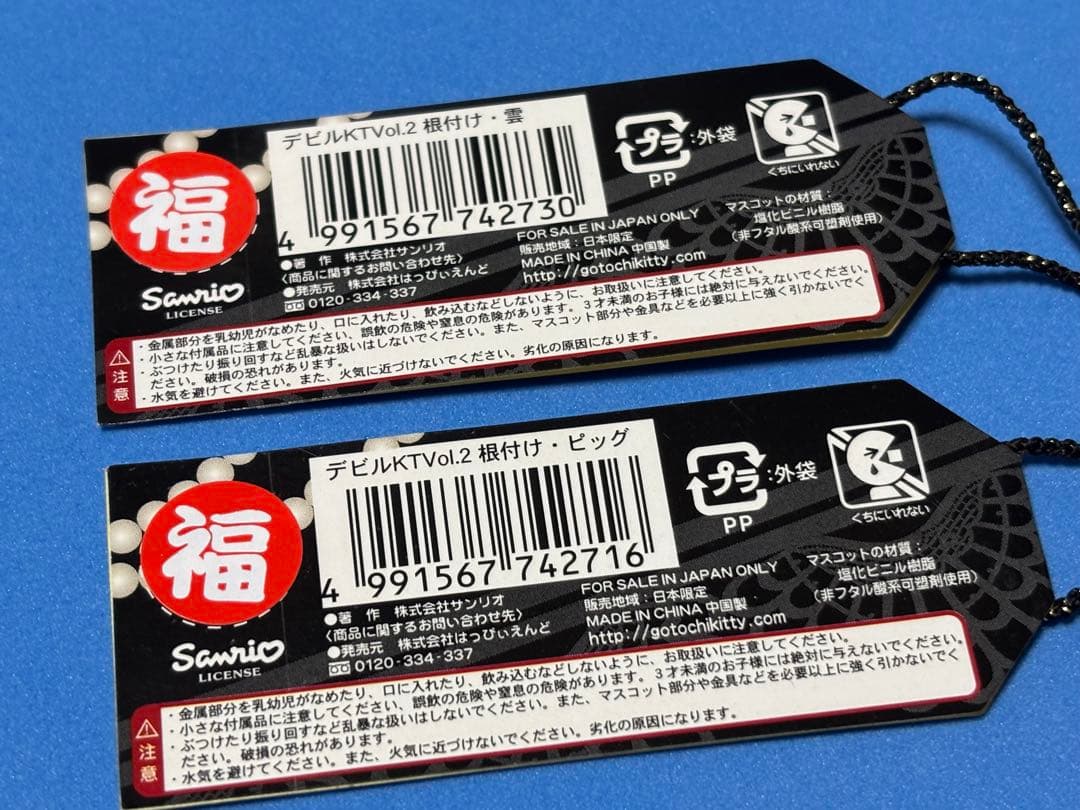 デビルKTVol.2 根付け・雲
4 991567 742730
プラ:外袋
PP
くちにいれない
福
Sanrio
LICENSE
●著 作 株式会社サンリオ
〈商品に関するお問い合わせ先〉
●発売元 株式会社はっぴぃえんど
0120-334-337
FOR SALE IN JAPAN ONLY
販売地域：日本限定
MADE IN CHINA 中国製
http://gotochikitty.com
マスコットの材質：
塩化ビニル樹脂
（非フタル酸系可塑剤使用）
注意
・金属部分を乳幼児がなめたり、口に入れたり、飲み込むなどしないように、お取扱いに注意してください。
・小さな付属品に注意してください、誤飲の危険や窒息の危険があります。3才未満のお子様には絶対に与えないでください。
・ぶつけたり振り回すなど乱暴な扱いはしないでください。また、マスコット部分や金具などを必要以上に強く引かないでく
ださい。破損の恐れがあります。
・水気を避けてください。また、火気に近づけないでください。劣化の原因になります。
デビルKTVol.2 根付け・ピッグ
4 991567 742716
プラ:外袋
PP
くちにいれない
福
Sanrio
LICENSE
●著 作 株式会社サンリオ
〈商品に関するお問い合わせ先〉
●発売元 株式会社はっぴぃえんど
0120-334-337
FOR SALE IN JAPAN ONLY
販売地域：日本限定
MADE IN CHINA 中国製
http://gotochikitty.com
マスコットの材質：
塩化ビニル樹脂
（非フタル酸系可塑剤使用）
注意
・金属部分を乳幼児がなめたり、口に入れたり、飲み込むなどしないように、お取扱いに注意してください。
・小さな付属品に注意してください、誤飲の危険や窒息の危険があります。3才未満のお子様には絶対に与えないでください。
・ぶつけたり振り回すなど乱暴な扱いはしないでください。また、マスコット部分や金具などを必要以上に強く引かないでく
ださい。破損の恐れがあります。
・水気を避けてください。また、火気に近づけないでください。劣化の原因になります。